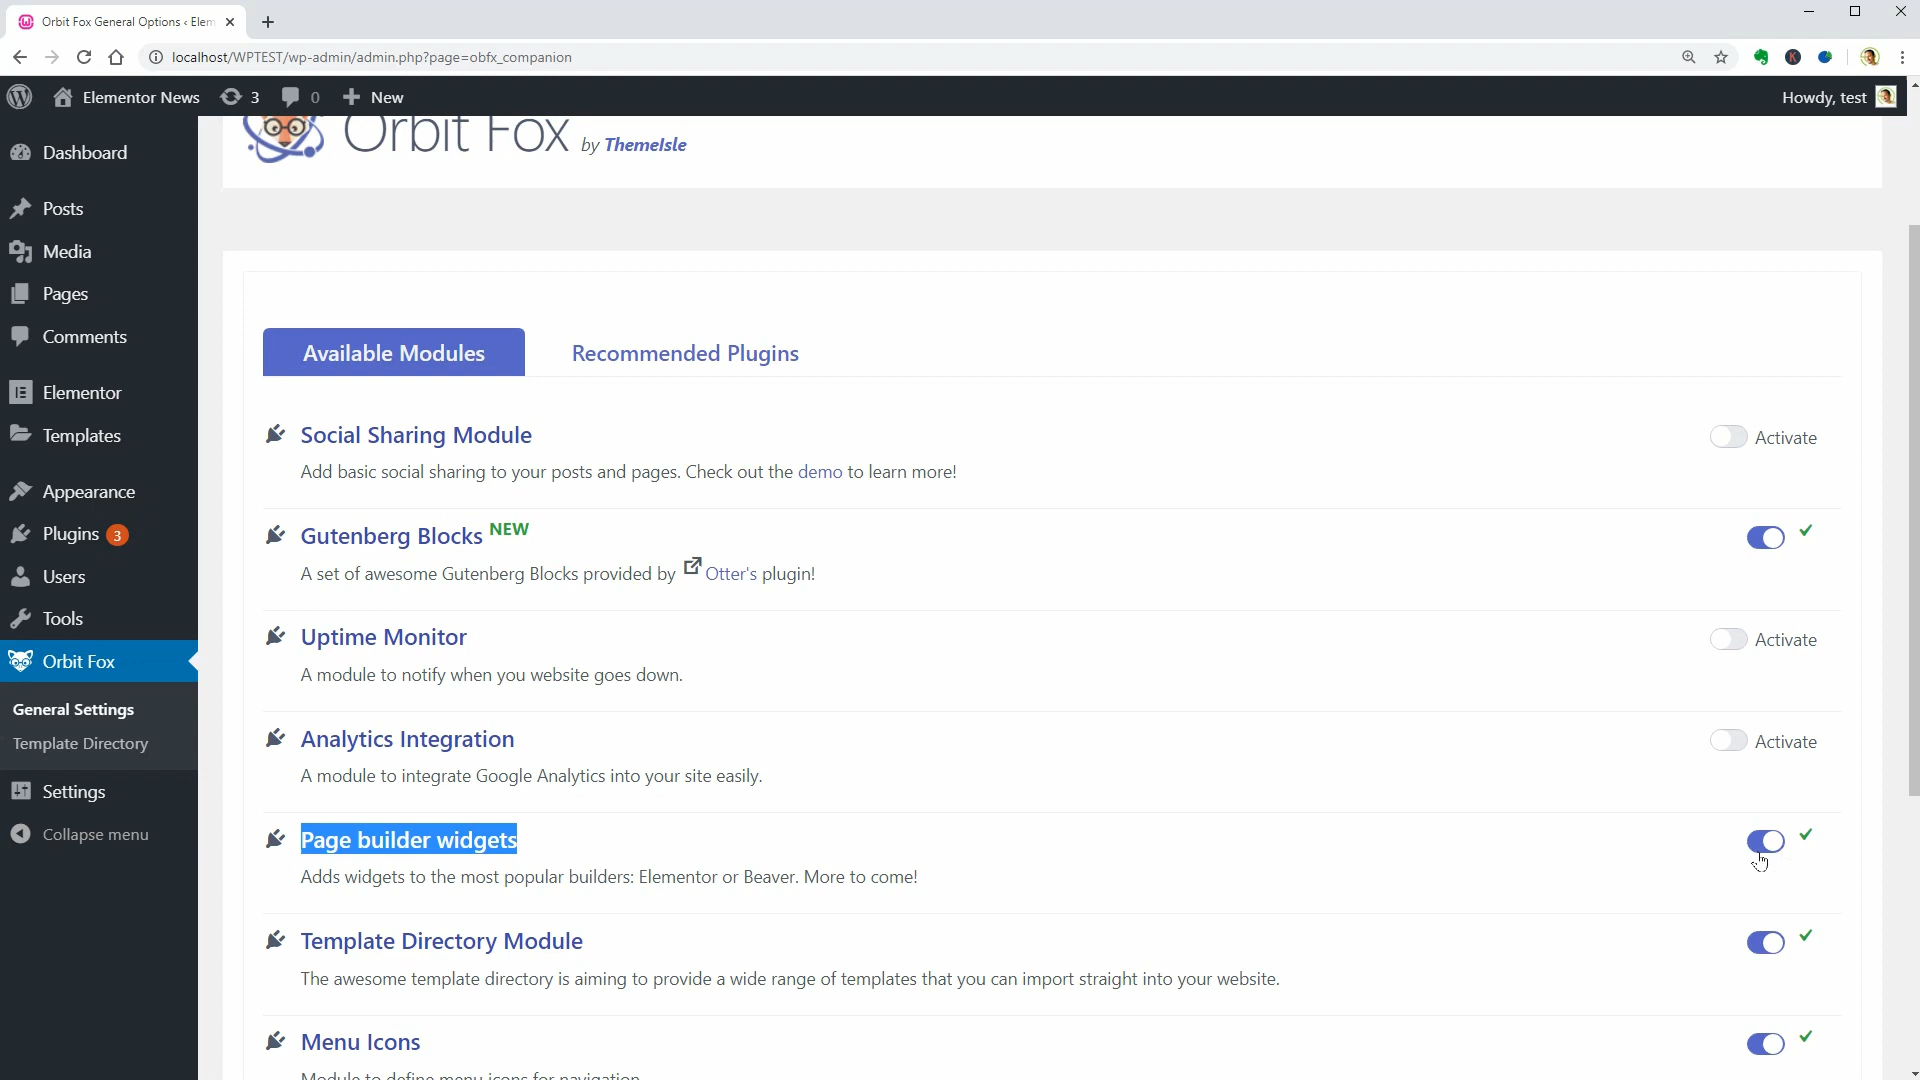 Orbit Fox General Options ‹ Elem
localhost/WPTEST/wp-admin/admin.php?page=obfx_companion
Elementor News
3
0
New
Howdy, test
Dashboard
Posts
Media
Pages
Comments
Elementor
Templates
Appearance
Plugins 3
Users
Tools
Orbit Fox
General Settings
Template Directory
Settings
Collapse menu
Orbit Fox by ThemeIsle
Available Modules
Recommended Plugins
Social Sharing Module
Activate
Add basic social sharing to your posts and pages. Check out the demo to learn more!
Gutenberg Blocks NEW
A set of awesome Gutenberg Blocks provided by Otter's plugin!
Uptime Monitor
Activate
A module to notify when you website goes down.
Analytics Integration
Activate
A module to integrate Google Analytics into your site easily.
Page builder widgets
Adds widgets to the most popular builders: Elementor or Beaver. More to come!
Template Directory Module
The awesome template directory is aiming to provide a wide range of templates that you can import straight into your website.
Menu Icons
Module to define menu icons for navigation